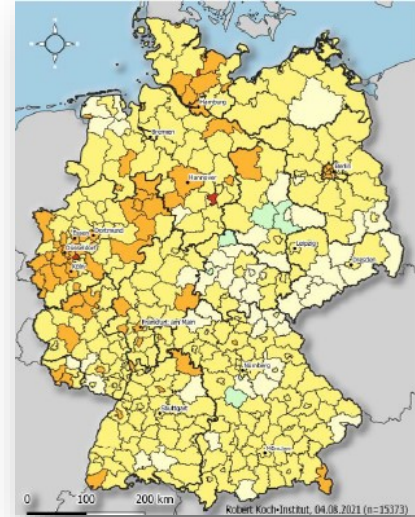 Hamburg
Bremen
Berlin
Hannover
Essen
Dortmund
Düsseldorf
Köln
Leipzig
Dresden
Frankfurt am Main
Nürnberg
Stuttgart
München
0 100 200 km
Robert Koch-Institut, 04.08.2021 (n=15373)